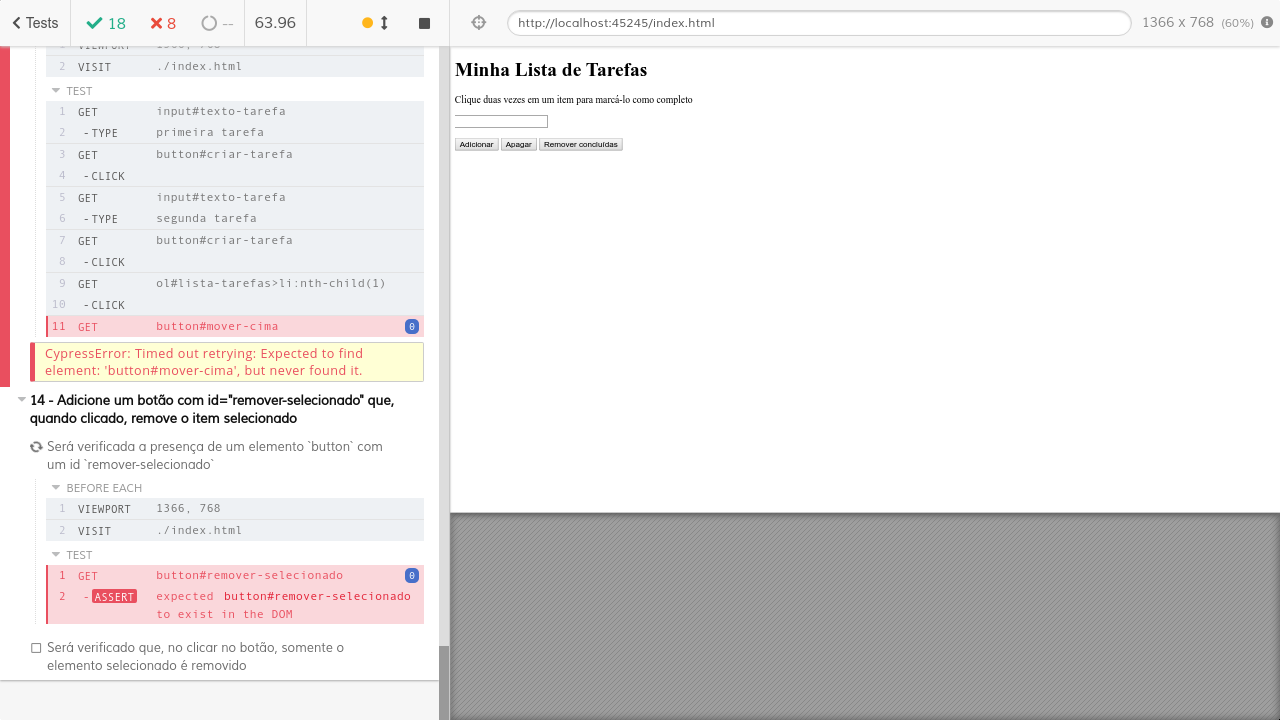 Tests 18 8 -- 63.96
http://localhost:45245/index.html 1366 x 768 (60%)
1 VIEWPORT 1366, 768
2 VISIT ./index.html
TEST
1 GET input#texto-tarefa
2 -TYPE primeira tarefa
3 GET button#criar-tarefa
4 -CLICK
5 GET input#texto-tarefa
6 -TYPE segunda tarefa
7 GET button#criar-tarefa
8 -CLICK
9 GET ol#lista-tarefas>li:nth-child(1)
10 -CLICK
11 GET button#mover-cima 0
CypressError: Timed out retrying: Expected to find
element: 'button#mover-cima', but never found it.
14 - Adicione um botão com id="remover-selecionado" que,
quando clicado, remove o item selecionado
Será verificada a presença de um elemento `button` com
um id `remover-selecionado`
BEFORE EACH
1 VIEWPORT 1366, 768
2 VISIT ./index.html
TEST
1 GET button#remover-selecionado 0
2 -ASSERT expected button#remover-selecionado
to exist in the DOM
Será verificado que, no clicar no botão, somente o
elemento selecionado é removido
Minha Lista de Tarefas
Clique duas vezes em um item para marcá-lo como completo
Adicionar Apagar Remover concluídas